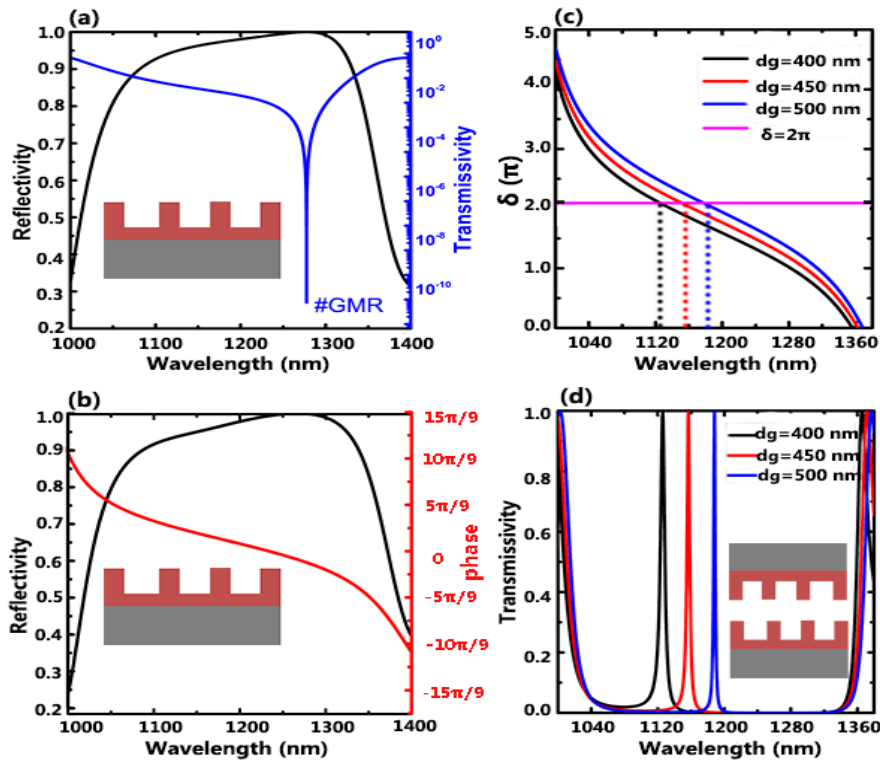 (a)
1.0
0.9
0.8
0.7
0.6
0.5
0.4
0.3
0.2
Reflectivity
1000
1100
1200
1300
1400
Wavelength (nm)
10^0
10^-2
10^-4
10^-6
10^-8
10^-10
Transmissivity
#GMR
(c)
5.0
4.0
3.0
2.0
1.0
0.0
δ (π)
1040
1120
1200
1280
1360
Wavelength (nm)
dg=400 nm
dg=450 nm
dg=500 nm
δ=2π
(b)
1.0
0.9
0.8
0.7
0.6
0.5
0.4
0.3
0.2
Reflectivity
1000
1100
1200
1300
1400
Wavelength (nm)
15π/9
10π/9
5π/9
0
-5π/9
-10π/9
-15π/9
phase
(d)
1.0
0.8
0.6
0.4
0.2
0.0
Transmissivity
1040
1120
1200
1280
1360
Wavelength (nm)
dg=400 nm
dg=450 nm
dg=500 nm